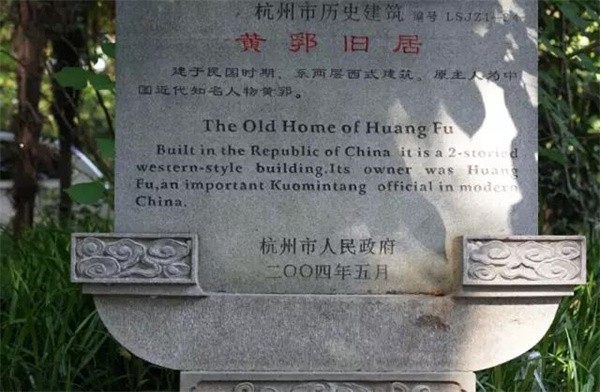 杭州市历史建筑 编号 LSJZ1-
黄郛旧居
建于民国时期，系两层西式建筑。原主人为中
国近代知名人物黄郛。
The Old Home of Huang Fu
Built in the Republic of China it is a 2-storied
western-style building.Its owner was Huang
Fu,an important Kuomintang official in modern
China.
杭州市人民政府
二〇〇四年五月